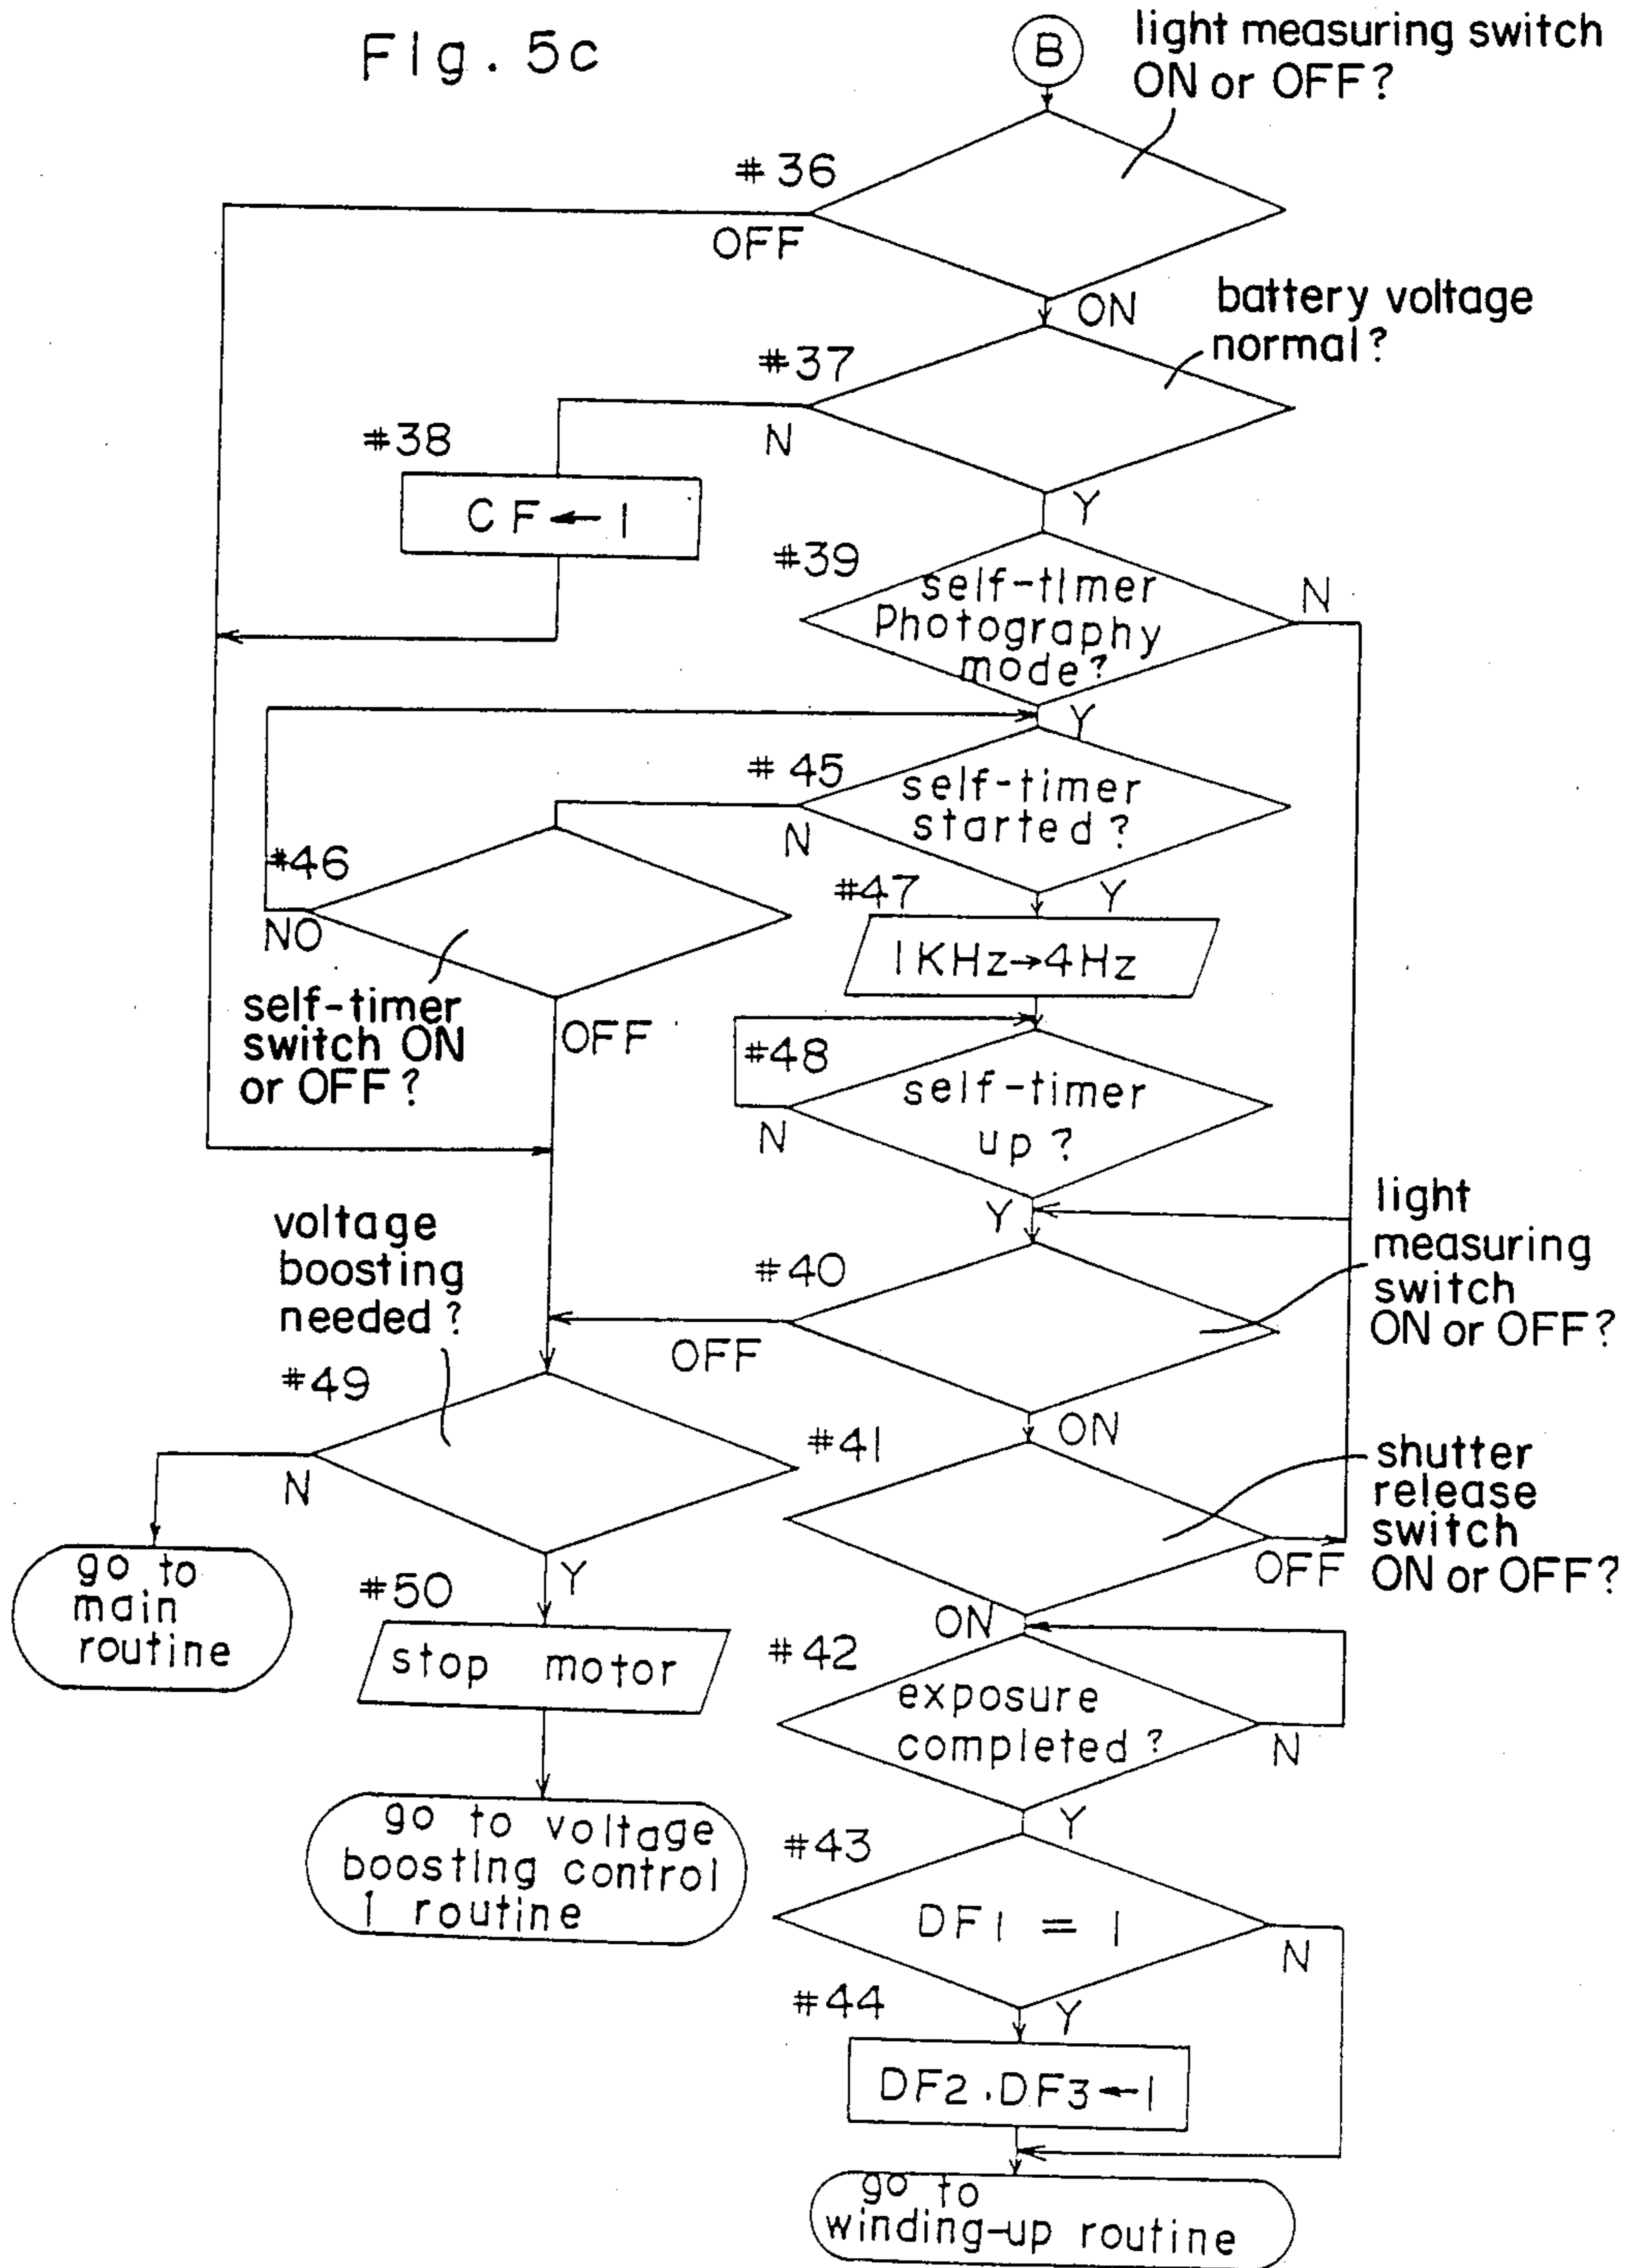 Fig. 5c
B
light measuring switch
ON or OFF?
#36
OFF
ON
battery voltage
normal?
#37
N
Y
#38
CF←1
#39
self-timer
Photography
mode?
N
Y
#45
self-timer
started?
N
Y
#46
NO
self-timer
switch ON
or OFF?
OFF
#47
1KHz→4Hz
#48
self-timer
up?
N
Y
light
measuring
switch
ON or OFF?
#40
OFF
ON
voltage
boosting
needed?
#49
N
Y
#41
shutter
release
switch
ON or OFF?
OFF
ON
go to
main
routine
#50
stop motor
go to voltage
boosting control
1 routine
#42
exposure
completed?
N
Y
#43
DF1 = 1
N
Y
#44
DF2.DF3←1
go to
winding-up routine